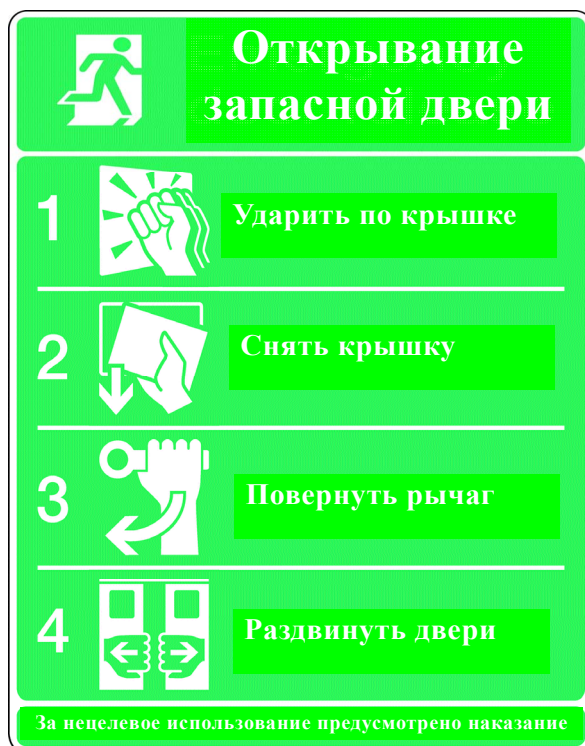 Открывание
запасной двери
1
Ударить по крышке
2
Снять крышку
3
Повернуть рычаг
4
Раздвинуть двери
За нецелевое использование предусмотрено наказание